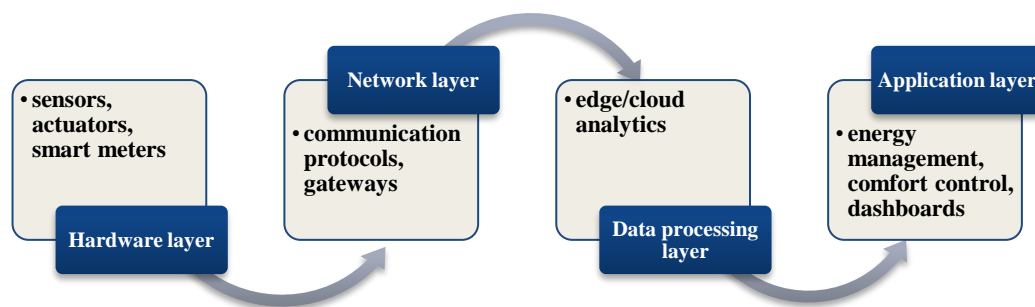 • sensors,
actuators,
smart meters
Hardware layer
Network layer
• communication
protocols,
gateways
• edge/cloud
analytics
Data processing
layer
Application layer
• energy
management,
comfort control,
dashboards